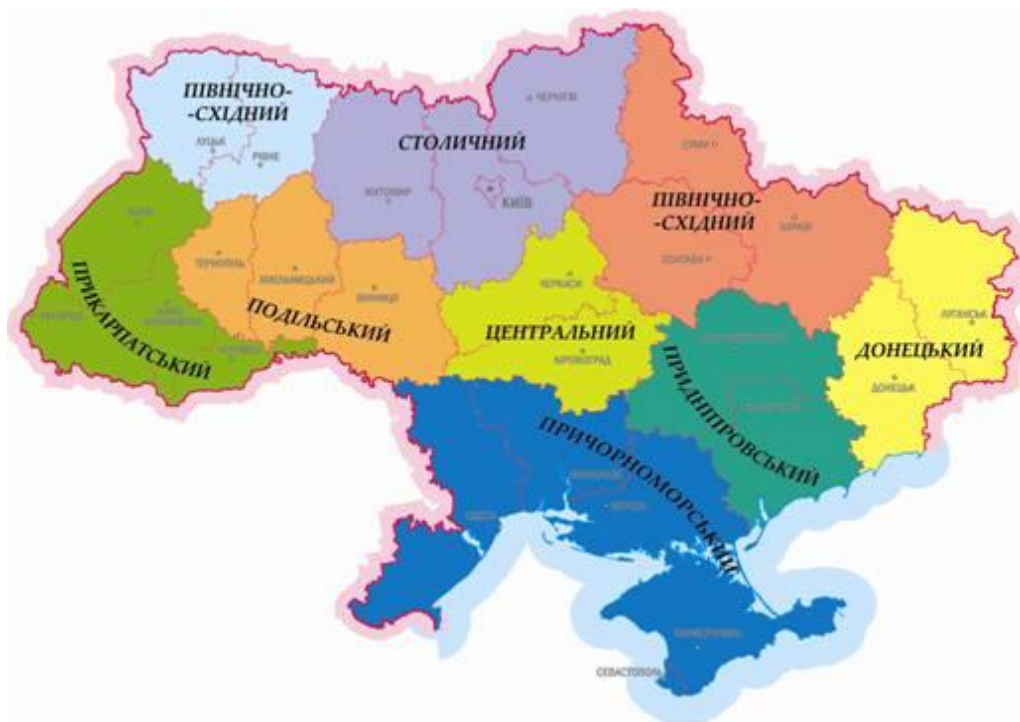 ПІВНІЧНО-
-СХІДНИЙ
ЛУЦЬК
РІВНЕ
СТОЛИЧНИЙ
ЧЕРНІГІВ
ЖИТОМИР
КИЇВ
СУМИ
ПІВНІЧНО-
-СХІДНИЙ
ХАРКІВ
ПОЛТАВА
ЛЬВІВ
ТЕРНОПІЛЬ
ХМЕЛЬНИЦЬКИЙ
ВІННИЦЯ
ПРИКАРПАТСЬКИЙ
ПОДІЛЬСЬКИЙ
ЧЕРКАСИ
ЦЕНТРАЛЬНИЙ
КІРОВОГРАД
ПРИДНІПРОВСЬКИЙ
ЛУГАНСЬК
ДОНЕЦЬКИЙ
ДОНЕЦЬК
ПРИЧОРНОМОРСЬКИЙ
СЕВАСТОПОЛЬ